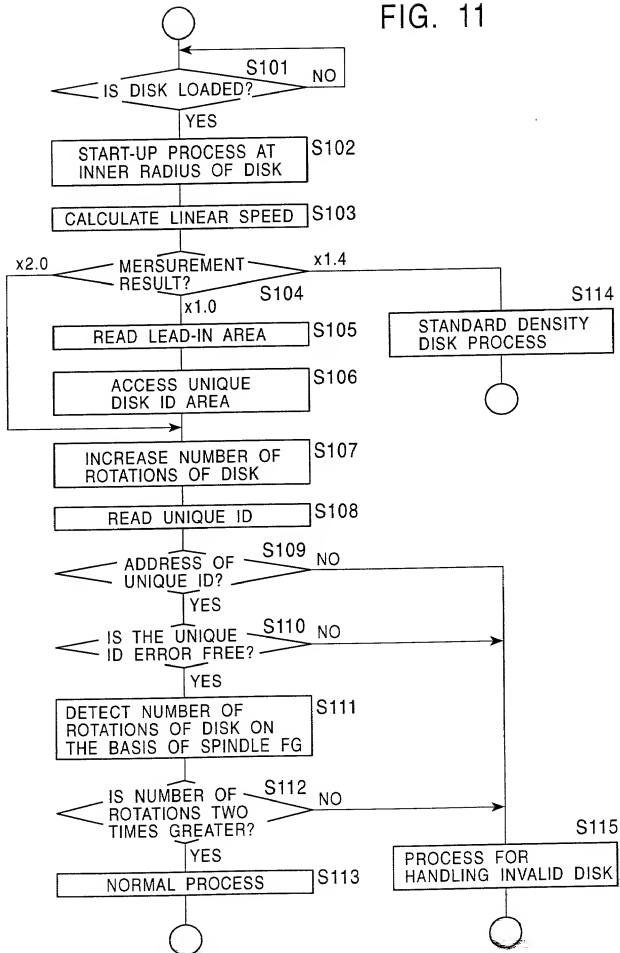 FIG. 11
S101
IS DISK LOADED?
NO
YES
START-UP PROCESS AT
INNER RADIUS OF DISK
S102
CALCULATE LINEAR SPEED
S103
x2.0
MERSUREMENT
RESULT?
x1.4
S104
x1.0
S114
STANDARD DENSITY
DISK PROCESS
READ LEAD-IN AREA
S105
ACCESS UNIQUE
DISK ID AREA
S106
INCREASE NUMBER OF
ROTATIONS OF DISK
S107
READ UNIQUE ID
S108
S109
ADDRESS OF
UNIQUE ID?
NO
YES
S110
IS THE UNIQUE
ID ERROR FREE?
NO
YES
DETECT NUMBER OF
ROTATIONS OF DISK ON
THE BASIS OF SPINDLE FG
S111
S112
IS NUMBER OF
ROTATIONS TWO
TIMES GREATER?
NO
YES
S115
PROCESS FOR
HANDLING INVALID DISK
NORMAL PROCESS
S113